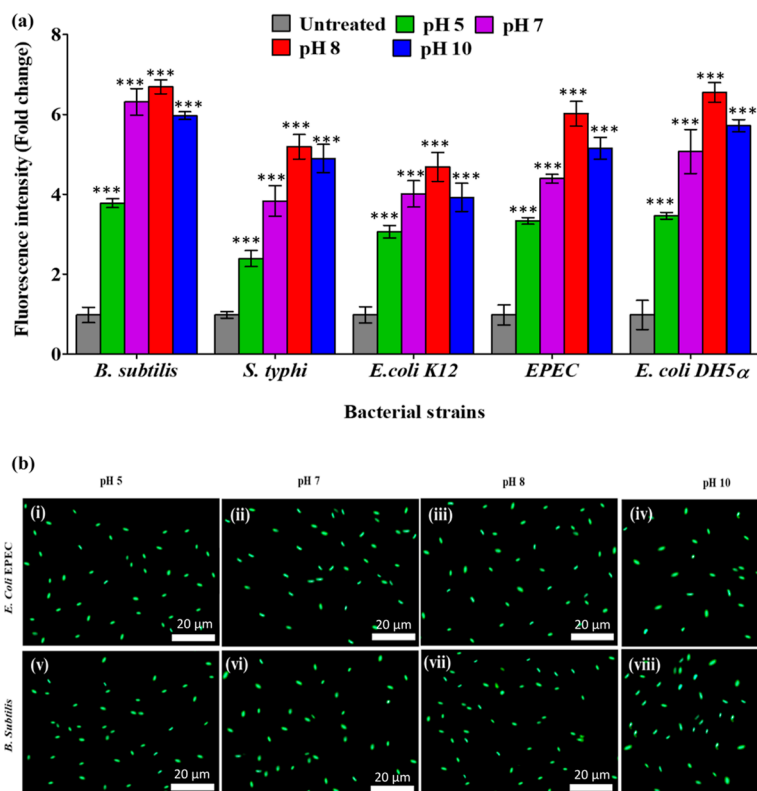 (a)
Untreated pH 5 pH 7
pH 8 pH 10
Fluorescence intensity (Fold change)
8
6
4
2
0
*** *** *** ***
*** *** *** ***
*** *** *** ***
*** *** *** ***
*** *** *** ***
B. subtilis S. typhi E.coli K12 EPEC E. coli DH5α
Bacterial strains
(b)
pH 5 pH 7 pH 8 pH 10
E. Coli EPEC
(i) (ii) (iii) (iv)
20 μm 20 μm 20 μm 20 μm
B. Subtilis
(v) (vi) (vii) (viii)
20 μm 20 μm 20 μm 20 μm